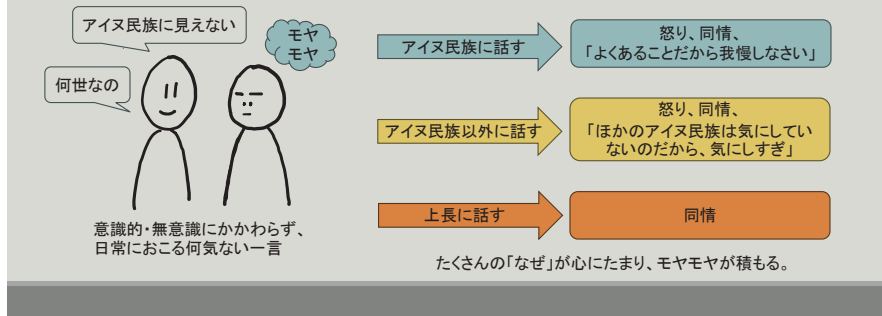 アイヌ民族に見えない
何世なの
モヤ
モヤ
意識的・無意識にかかわらず、
日常におこる何気ない一言
アイヌ民族に話す
怒り、同情、
「よくあることだから我慢しなさい」
アイヌ民族以外に話す
怒り、同情、
「ほかのアイヌ民族は気にしてい
ないのだから、気にしすぎ」
上長に話す
同情
たくさんの「なぜ」が心にたまり、モヤモヤが積もる。